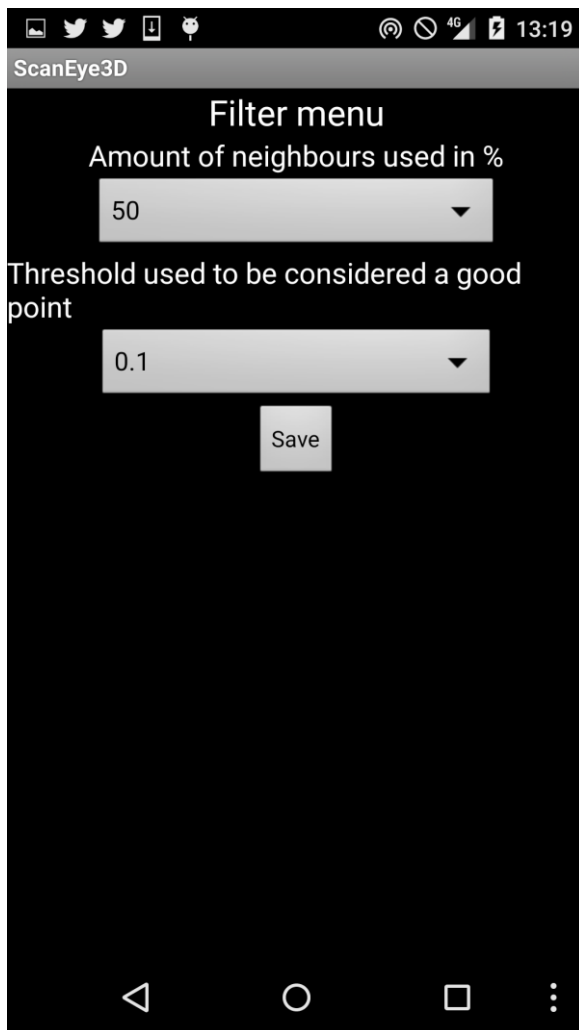 4G 13:19
ScanEye3D
Filter menu
Amount of neighbours used in %
50
Threshold used to be considered a good
point
0.1
Save